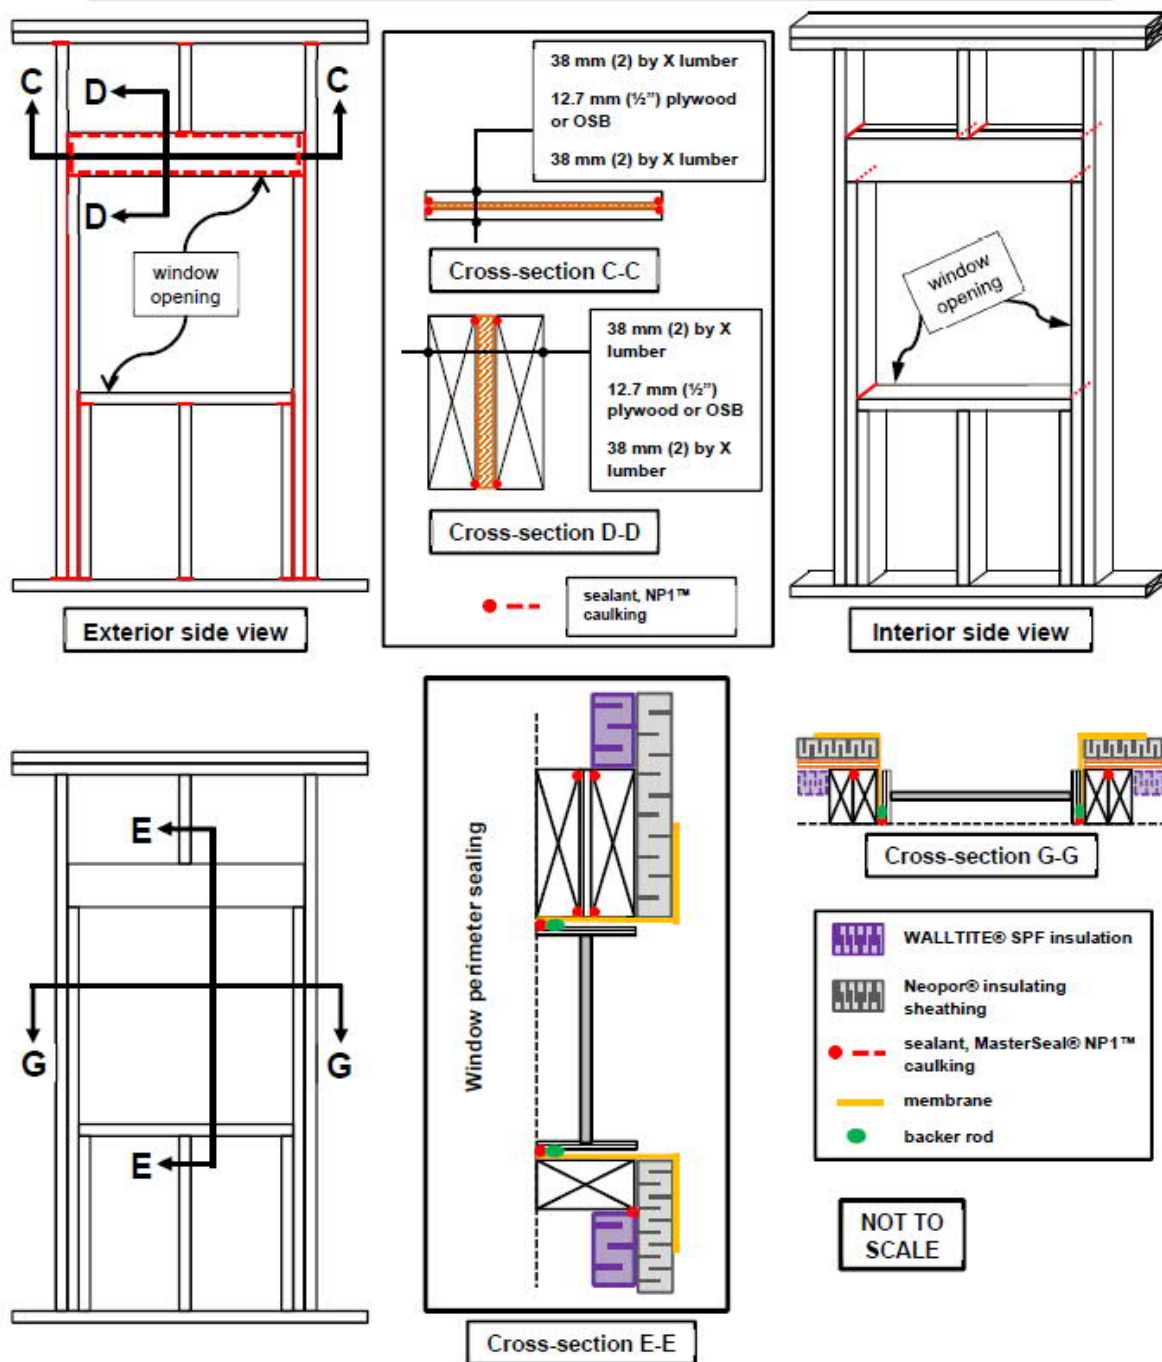 C
C
D
D
window
opening
Exterior side view
38 mm (2) by X lumber
12.7 mm (½") plywood
or OSB
38 mm (2) by X lumber
Cross-section C-C
38 mm (2) by X
lumber
12.7 mm (½")
plywood or OSB
38 mm (2) by X
lumber
Cross-section D-D
sealant, NP1™
caulking
window
opening
Interior side view
E
G
G
E
Window perimeter sealing
Cross-section E-E
Cross-section G-G
WALLTITE® SPF insulation
Neopor® insulating
sheathing
sealant, MasterSeal® NP1™
caulking
membrane
backer rod
NOT TO
SCALE